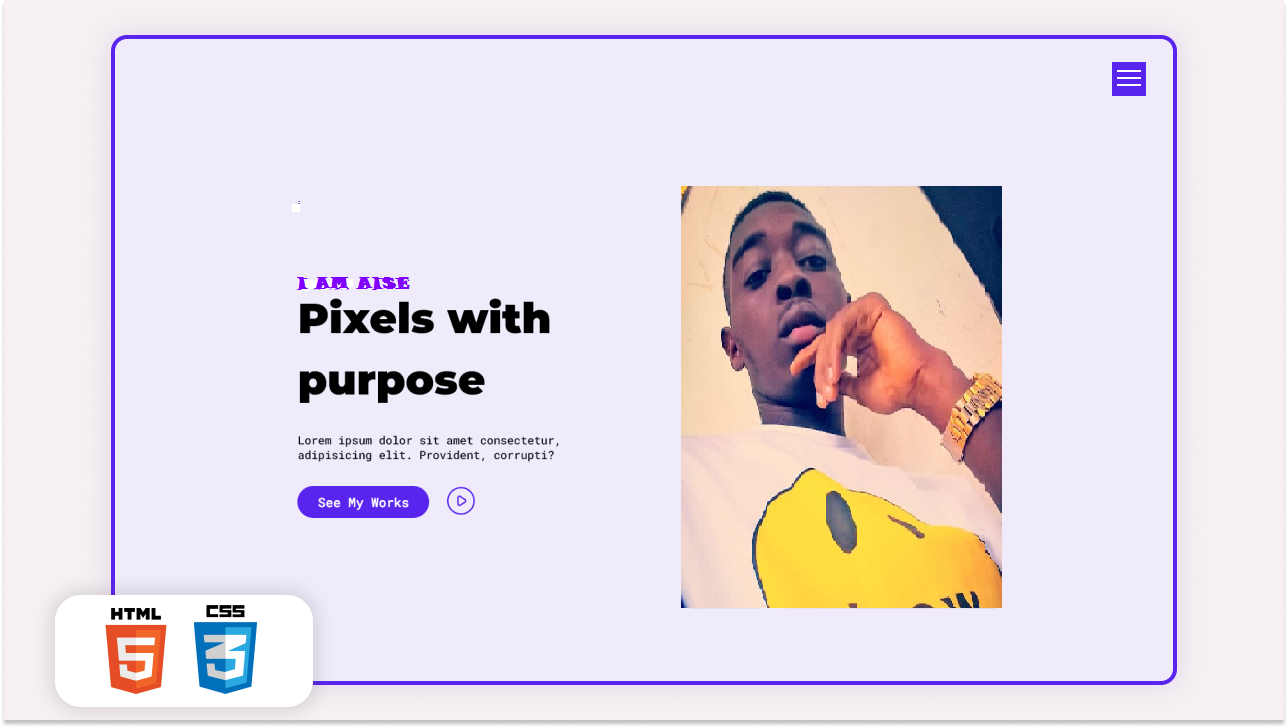 I AM AISE
Pixels with
purpose
Lorem ipsum dolor sit amet consectetur,
adipisicing elit. Provident, corrupti?
See My Works
HTML
5
CSS
3